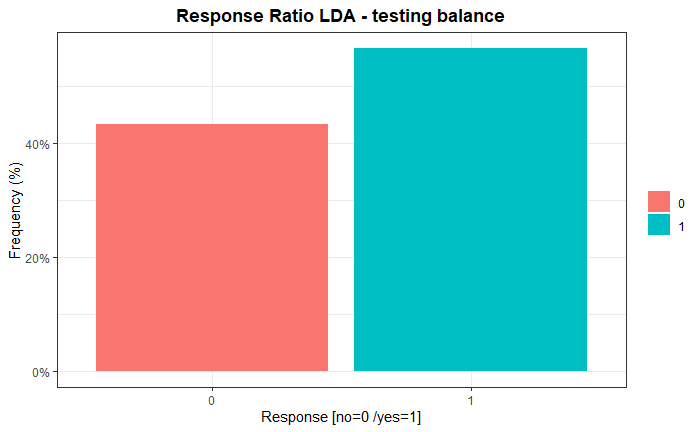 Response Ratio LDA - testing balance
Frequency (%)
40%
20%
0%
0
1
Response [no=0 /yes=1]
0
1